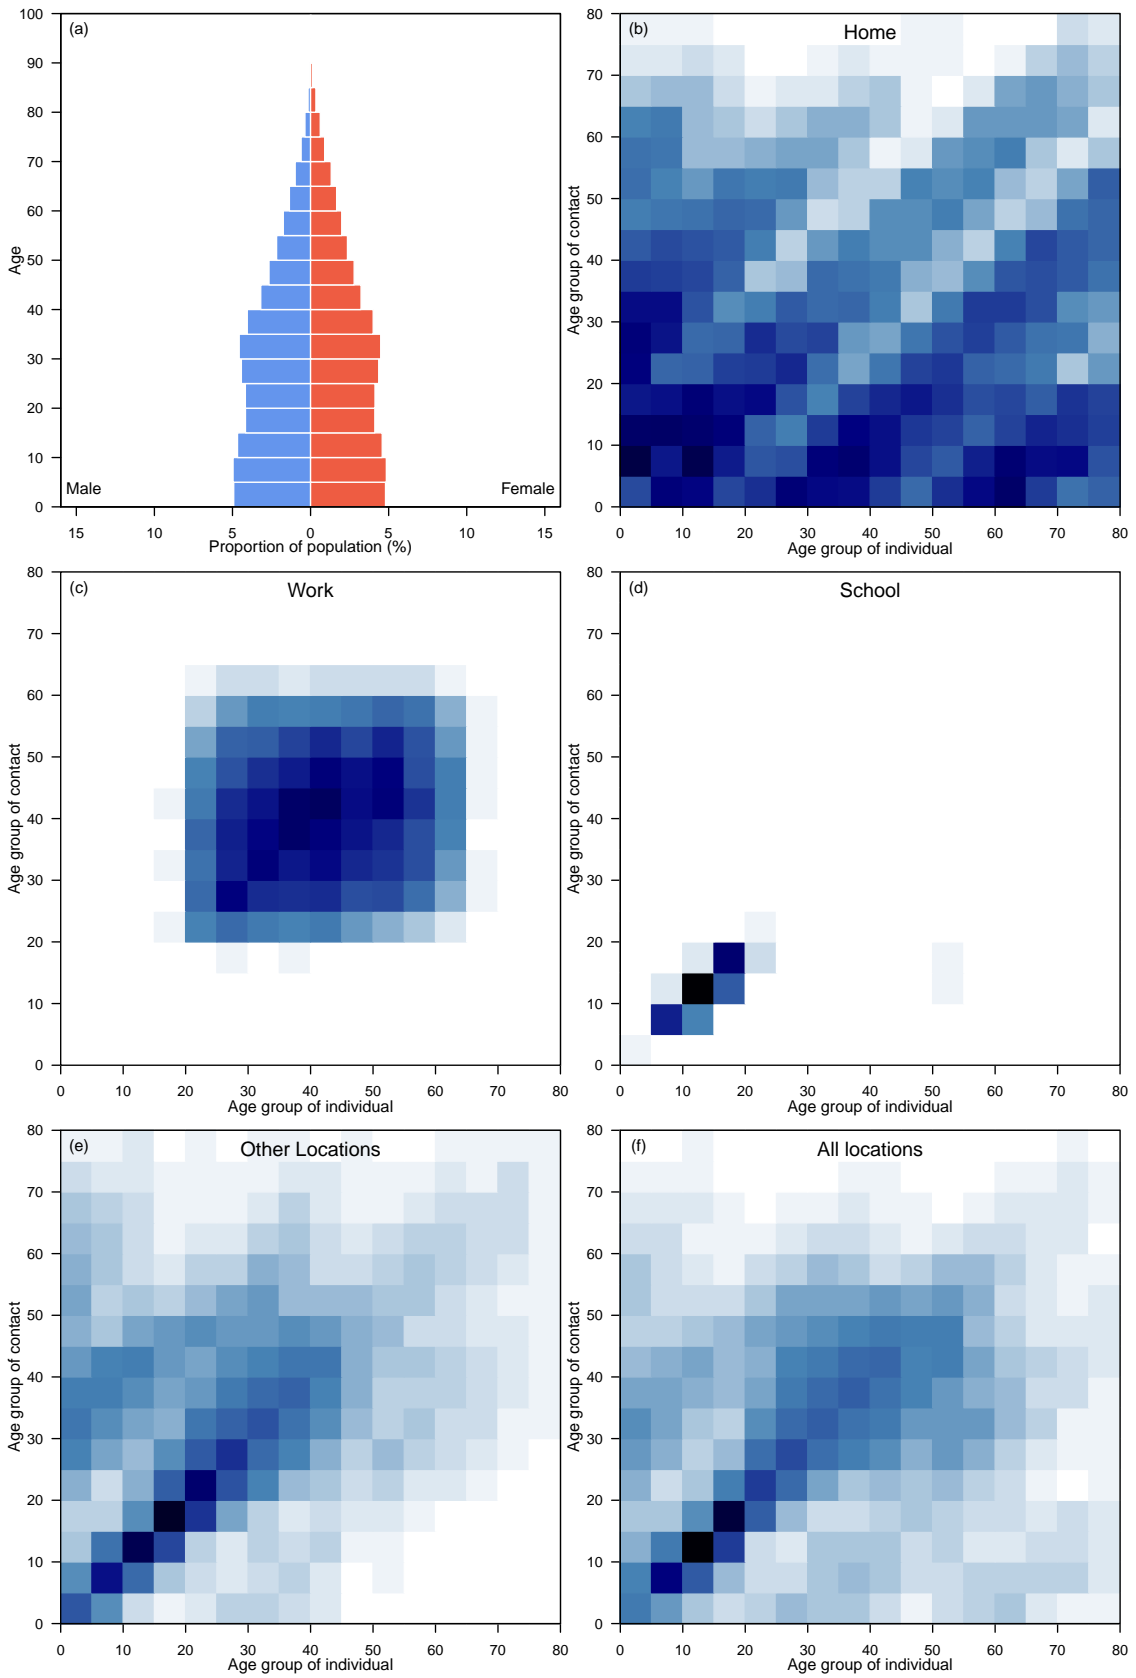 (a)
100
90
80
70
60
50
40
30
20
10
0
Age
Male
Female
15 10 5 0 5 10 15
Proportion of population (%)
(b)
Home
80
70
60
50
40
30
20
10
0
Age group of contact
0 10 20 30 40 50 60 70 80
Age group of individual
(c)
Work
80
70
60
50
40
30
20
10
0
Age group of contact
0 10 20 30 40 50 60 70 80
Age group of individual
(d)
School
80
70
60
50
40
30
20
10
0
Age group of contact
0 10 20 30 40 50 60 70 80
Age group of individual
(e)
Other Locations
80
70
60
50
40
30
20
10
0
Age group of contact
0 10 20 30 40 50 60 70 80
Age group of individual
(f)
All locations
80
70
60
50
40
30
20
10
0
Age group of contact
0 10 20 30 40 50 60 70 80
Age group of individual